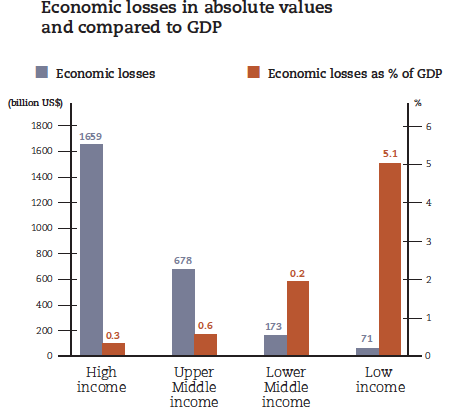 Economic losses in absolute values
and compared to GDP
Economic losses
Economic losses as % of GDP
(billion US$)
%
1800
1600
1400
1200
1000
800
600
400
200
0
6
5
4
3
2
1
0
1659
0.3
678
0.6
173
0.2
71
5.1
High
income
Upper
Middle
income
Lower
Middle
income
Low
income